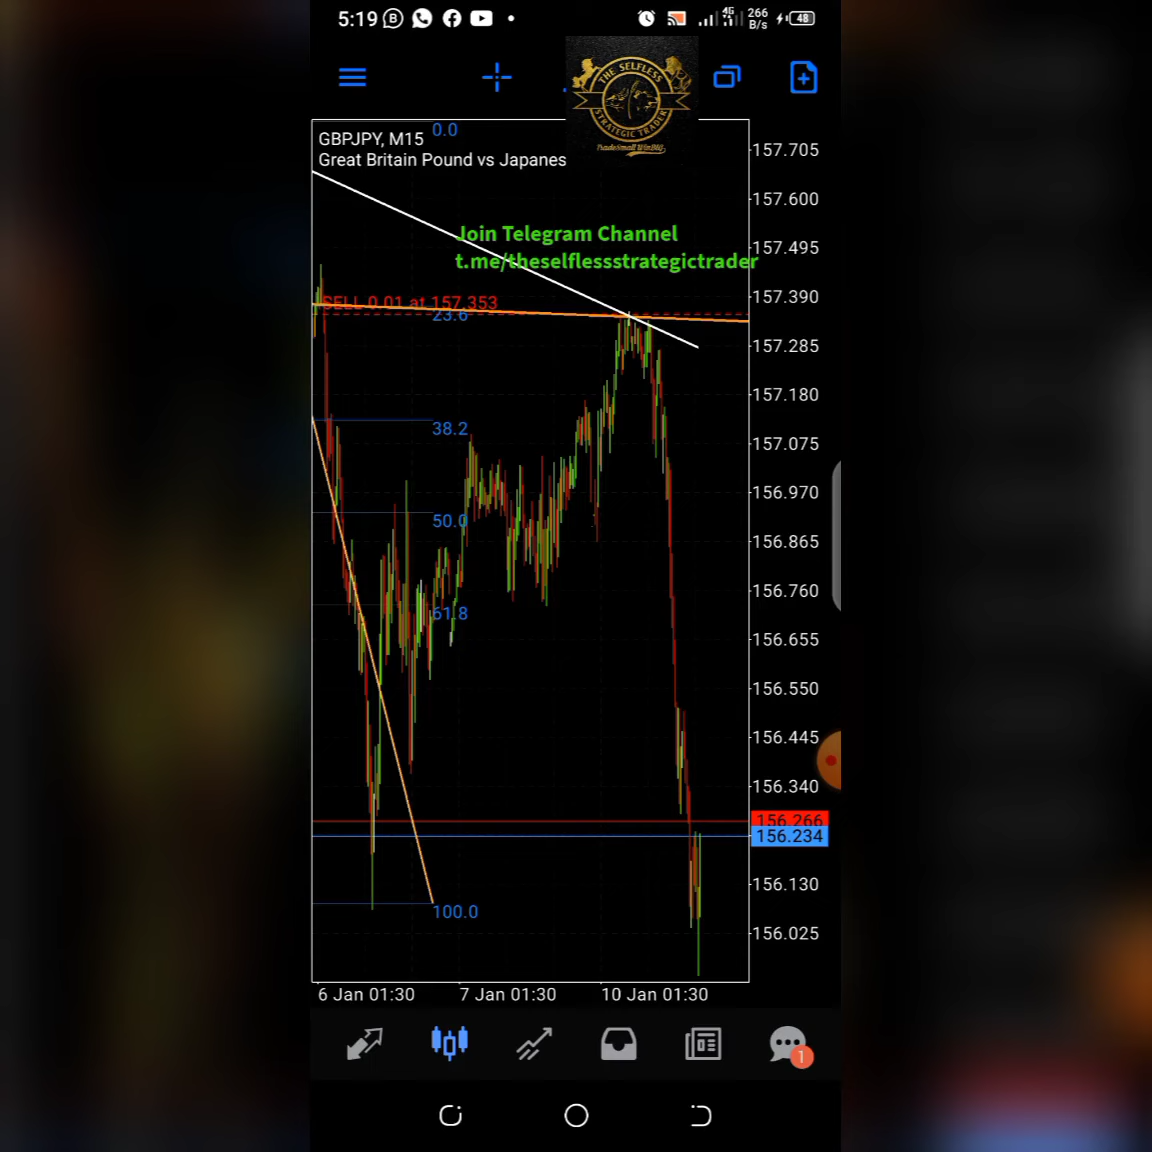 5:19
4G
266
B/s
48
THE SELFLESS
STRATEGIC TRADER
TradeSmall WinBIG
GBPJPY, M15
Great Britain Pound vs Japanes
0.0
Join Telegram Channel
t.me/theselflessstrategictrader
SELL 0.01 at 157.353
23.6
38.2
50.0
61.8
100.0
157.705
157.600
157.495
157.390
157.285
157.180
157.075
156.970
156.865
156.760
156.655
156.550
156.445
156.340
156.266
156.234
156.130
156.025
6 Jan 01:30
7 Jan 01:30
10 Jan 01:30
1